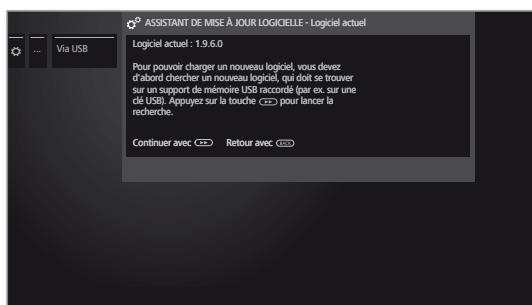 ASSISTANT DE MISE À JOUR LOGICIELLE - Logiciel actuel
... Via USB
Logiciel actuel : 1.9.6.0
Pour pouvoir charger un nouveau logiciel, vous devez
d'abord chercher un nouveau logiciel, qui doit se trouver
sur un support de mémoire USB raccordé (par ex. sur une
clé USB). Appuyez sur la touche pour lancer la
recherche.
Continuer avec Retour avec BACK